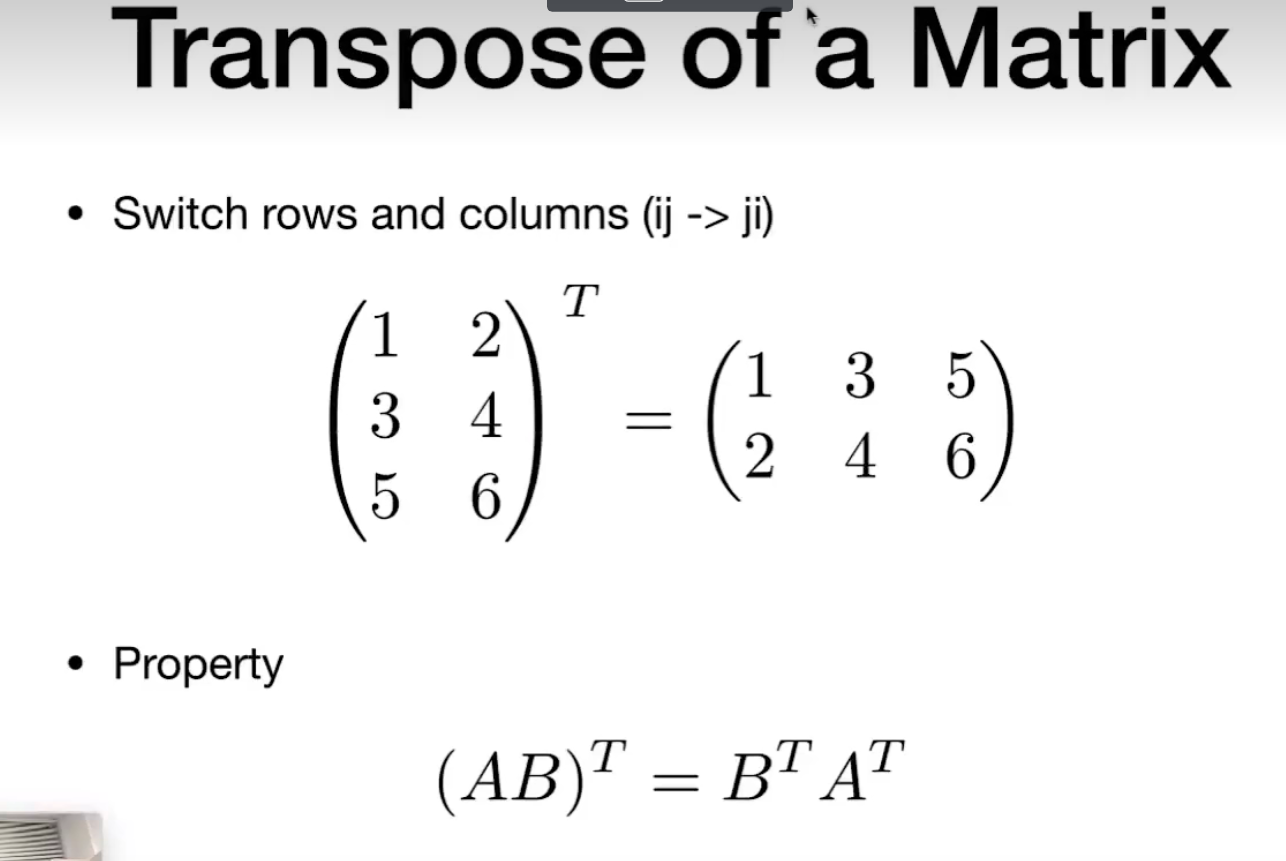 Transpose of a Matrix
• Switch rows and columns (ij -> ji)
$\begin{pmatrix} 1 & 2 \\ 3 & 4 \\ 5 & 6 \end{pmatrix}^T = \begin{pmatrix} 1 & 3 & 5 \\ 2 & 4 & 6 \end{pmatrix}$
• Property
$(AB)^T = B^T A^T$